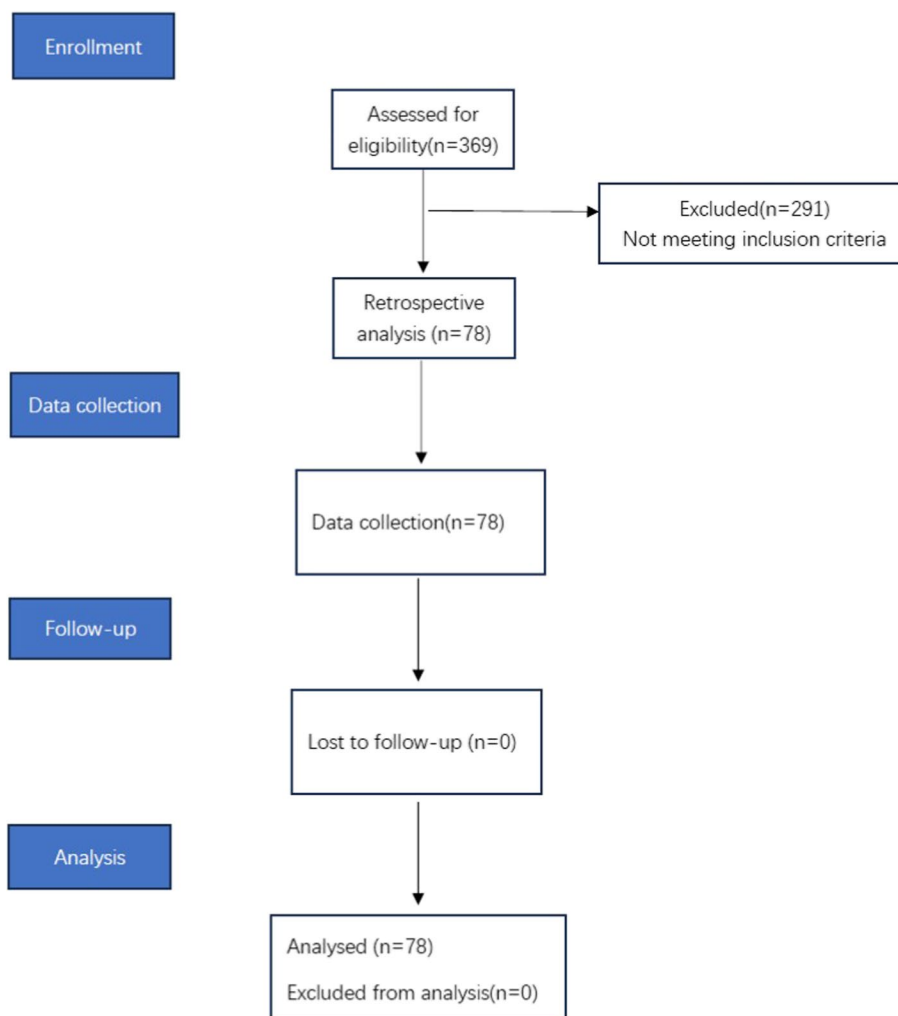 Enrollment
Assessed for
eligibility(n=369)
Excluded(n=291)
Not meeting inclusion criteria
Retrospective
analysis (n=78)
Data collection
Data collection(n=78)
Follow-up
Lost to follow-up (n=0)
Analysis
Analysed (n=78)
Excluded from analysis(n=0)